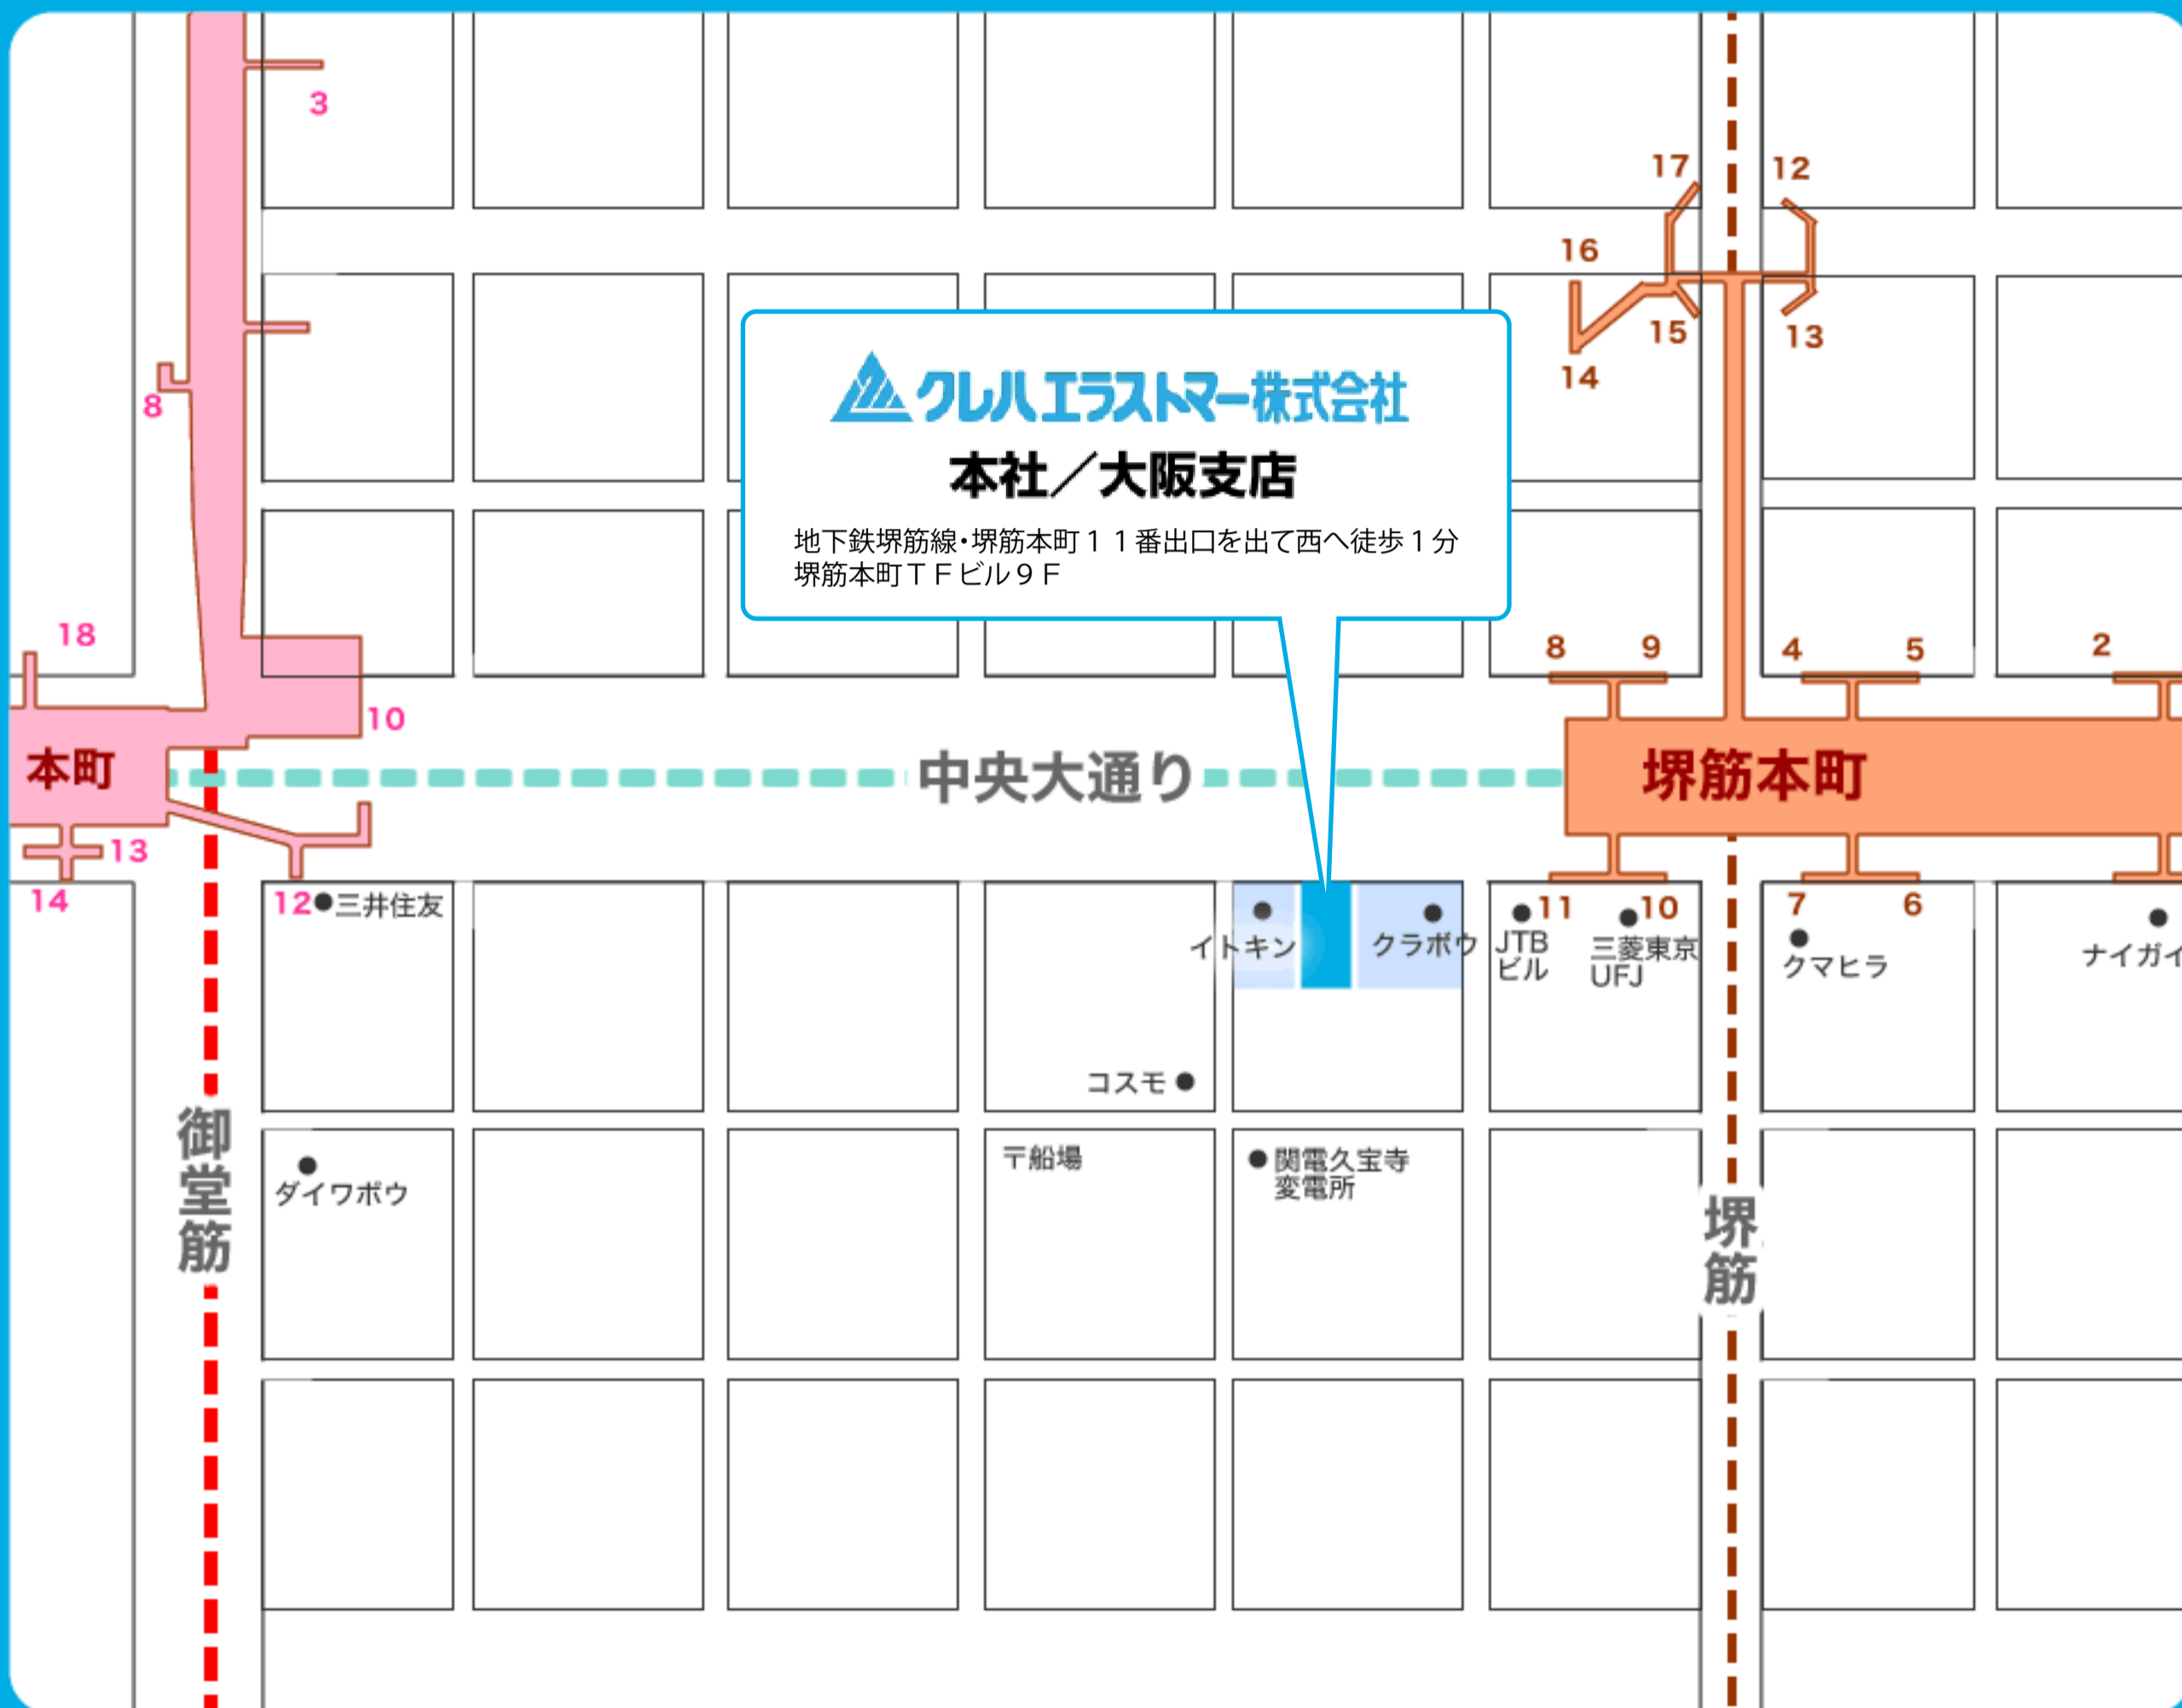 3
17
12
16
15
13
14
8
クレハエラストマー株式会社
本社／大阪支店
地下鉄堺筋線・堺筋本町１１番出口を出て西へ徒歩１分
堺筋本町ＴＦビル９Ｆ
18
8
9
4
5
2
10
本町
中央大通り
堺筋本町
13
14
12
三井住友
イトキン
クラボウ
11
JTB
ビル
10
三菱東京
UFJ
7
6
クマヒラ
ナイガイ
コスモ
御堂筋
ダイワボウ
〒船場
関電久宝寺
変電所
堺筋